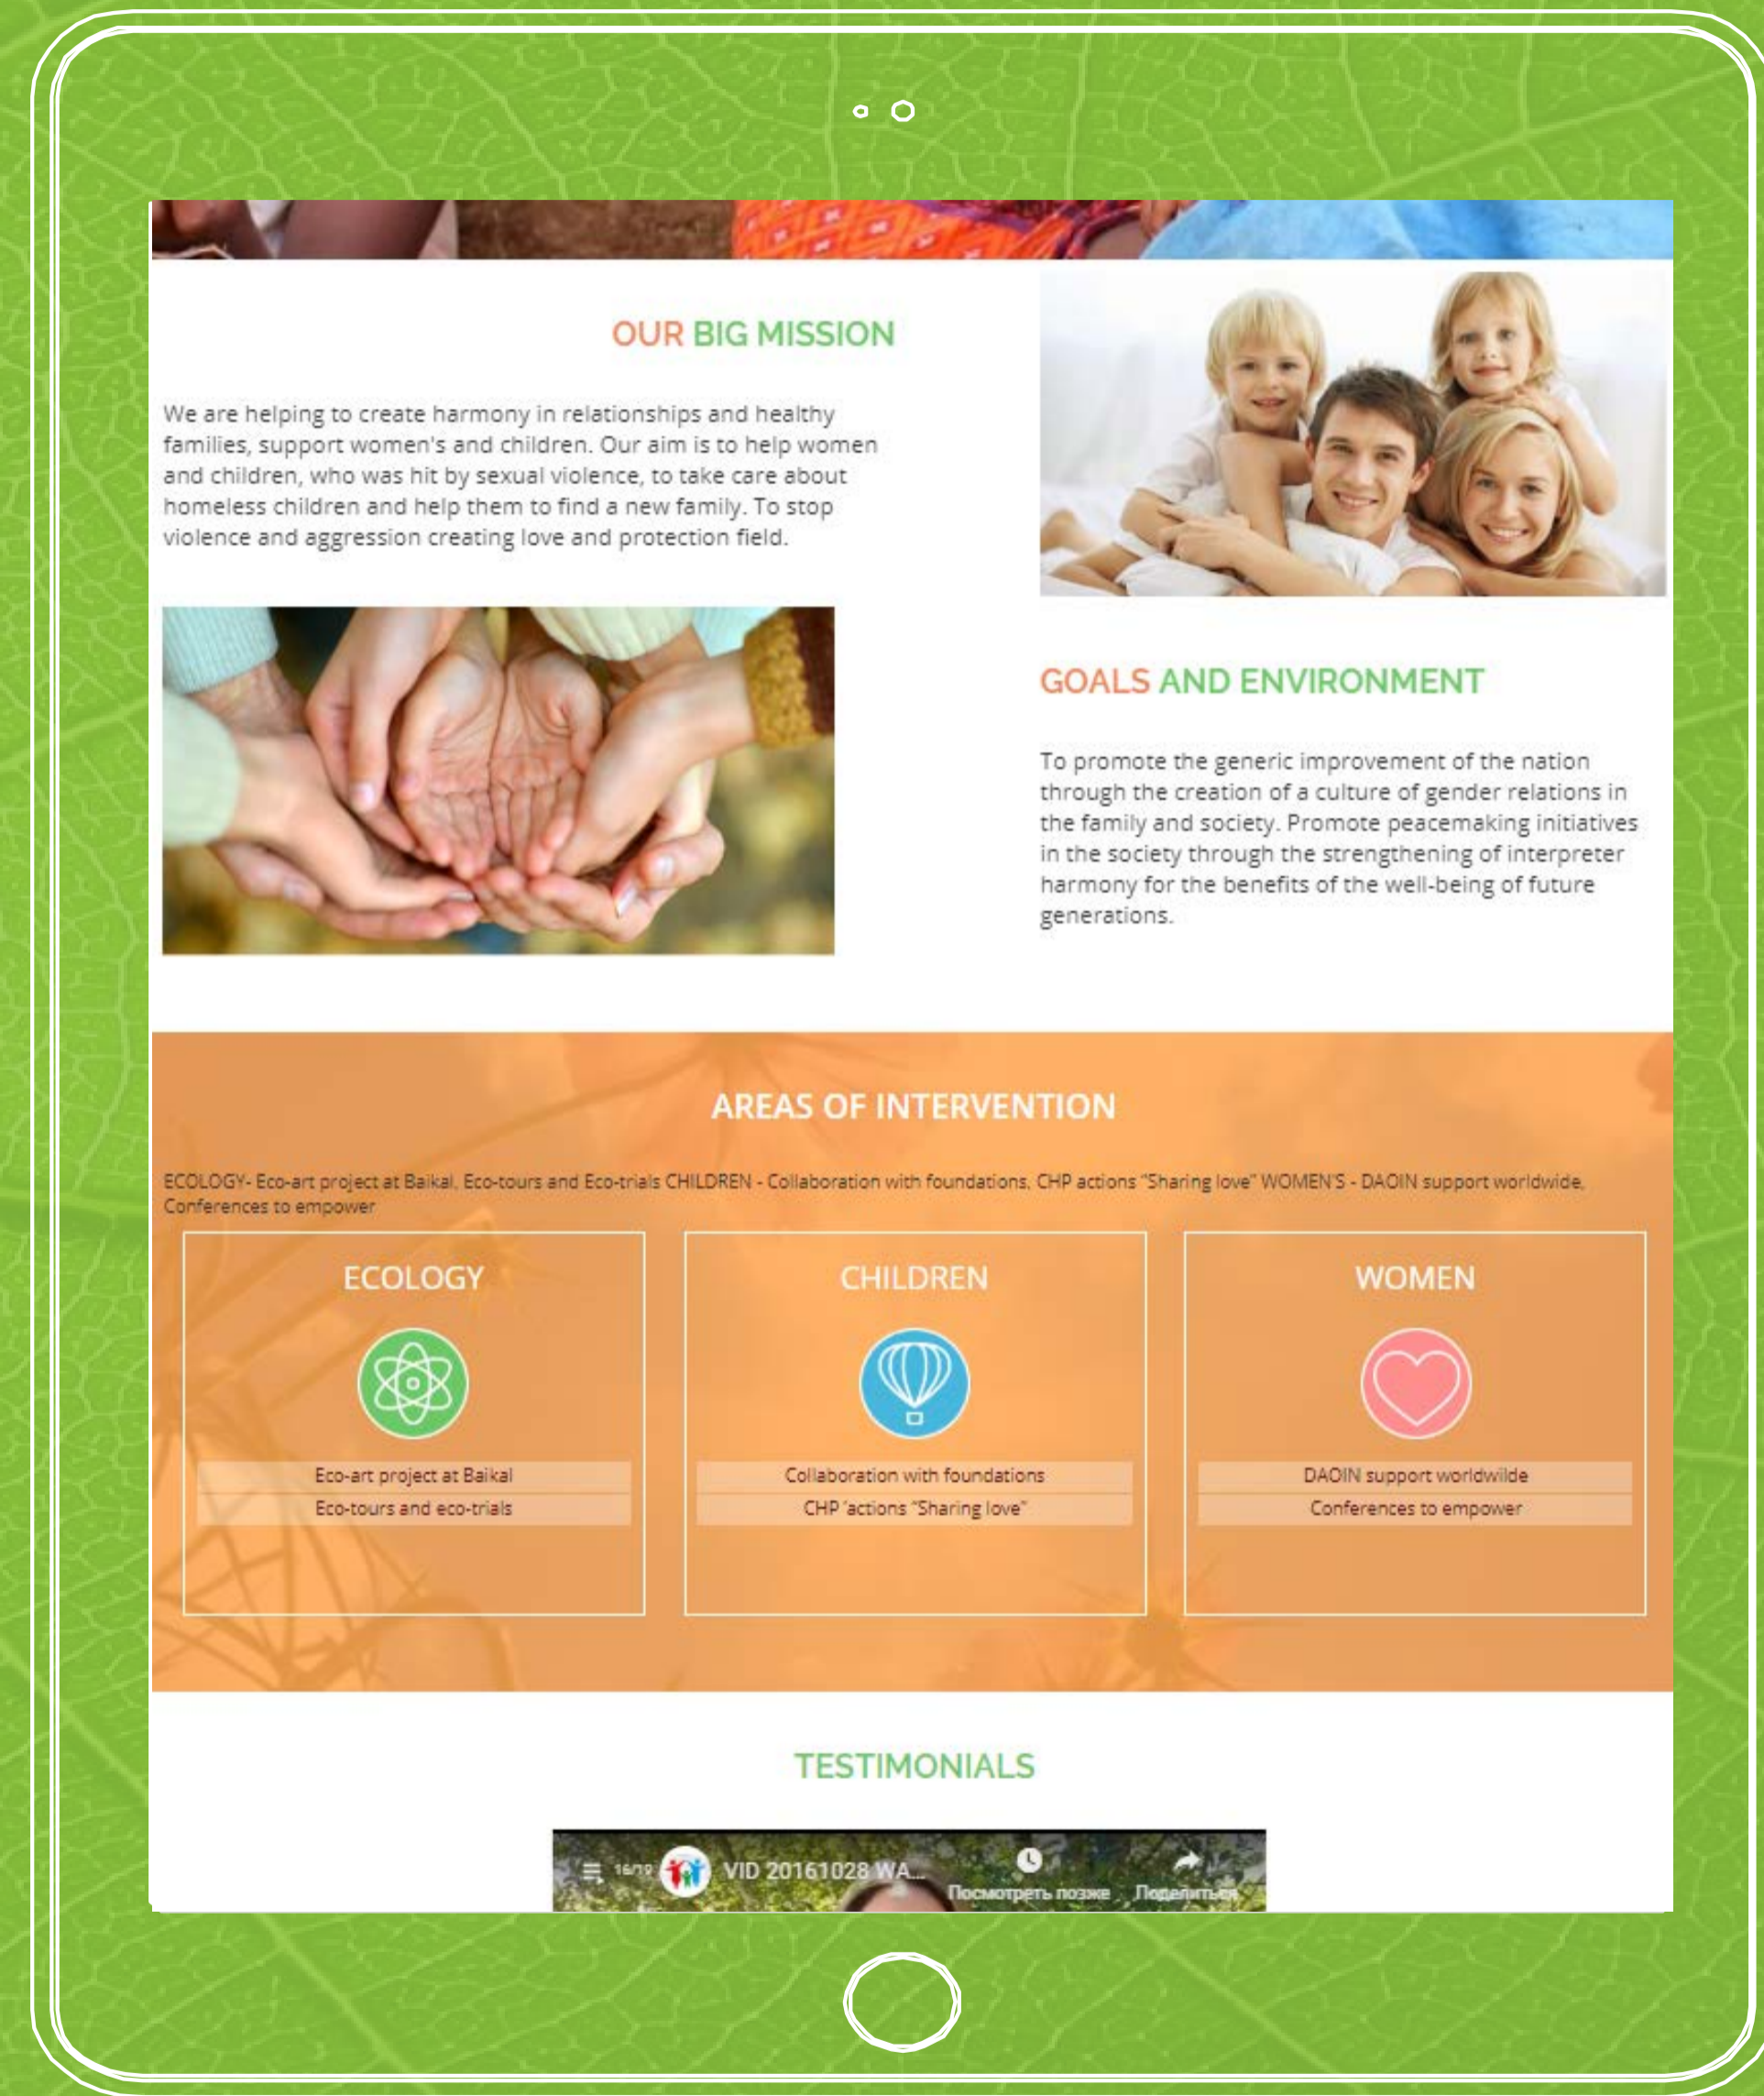 OUR BIG MISSION
We are helping to create harmony in relationships and healthy
families, support women's and children. Our aim is to help women
and children, who was hit by sexual violence, to take care about
homeless children and help them to find a new family. To stop
violence and aggression creating love and protection field.
GOALS AND ENVIRONMENT
To promote the generic improvement of the nation
through the creation of a culture of gender relations in
the family and society. Promote peacemaking initiatives
in the society through the strengthening of interpreter
harmony for the benefits of the well-being of future
generations.
AREAS OF INTERVENTION
ECOLOGY- Eco-art project at Baikal, Eco-tours and Eco-trials CHILDREN - Collaboration with foundations, CHP actions “Sharing love” WOMEN'S - DAOIN support worldwide,
Conferences to empower
ECOLOGY
Eco-art project at Baikal
Eco-tours and eco-trials
CHILDREN
Collaboration with foundations
CHP 'actions “Sharing love”
WOMEN
DAOIN support worldwilde
Conferences to empower
TESTIMONIALS
16/19 VID 20161028 WA...
Посмотреть позже Поделиться